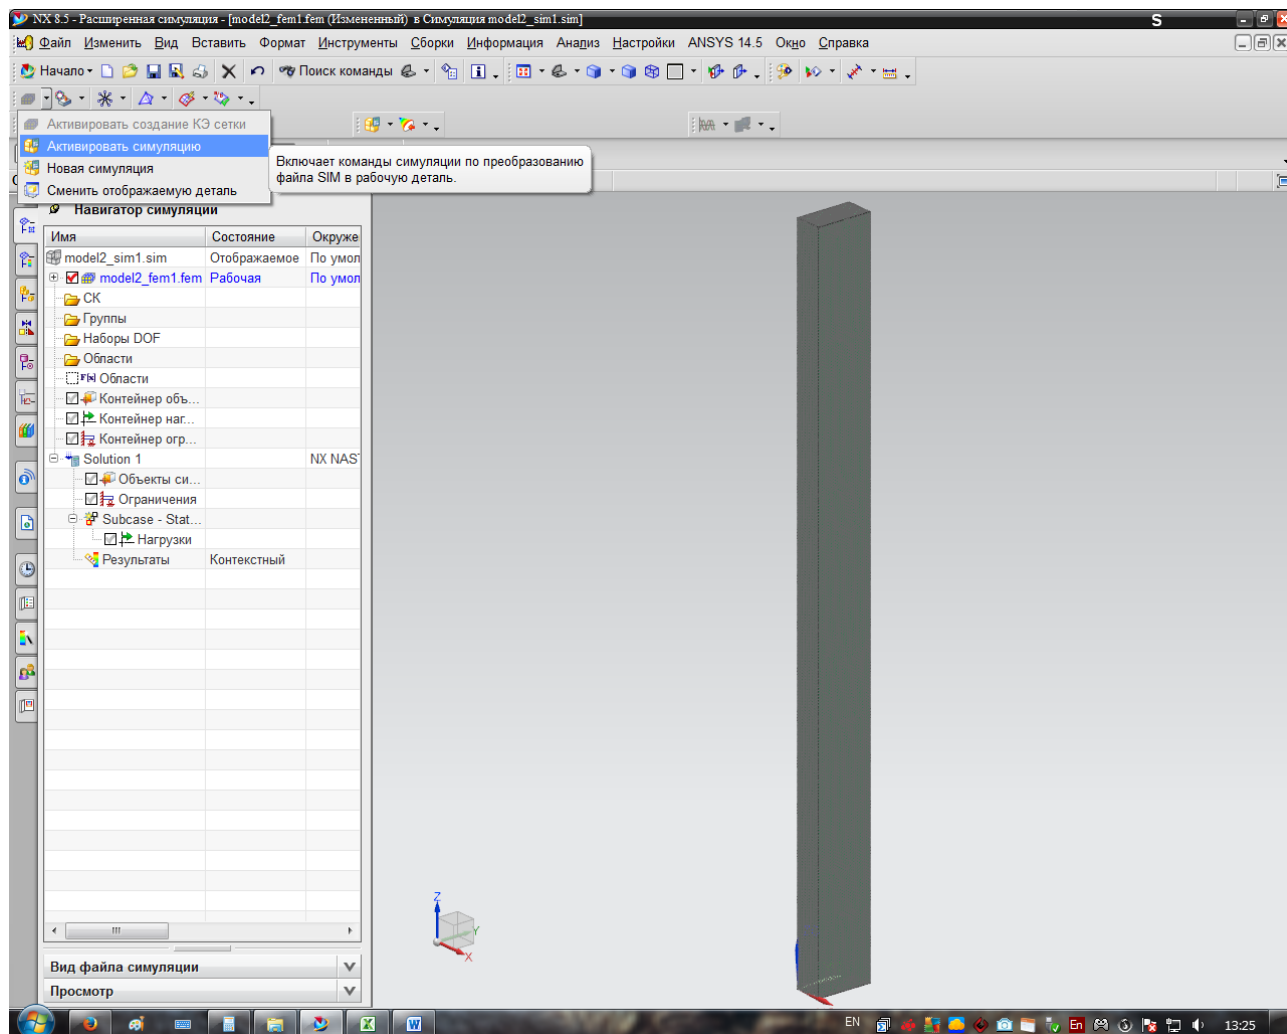 NX 8.5 - Расширенная симуляция - [model2_fem1.fem (Измененный) в Симуляция model2_sim1.sim]
S
Файл Изменить Вид Вставить Формат Инструменты Сборки Информация Анализ Настройки ANSYS 14.5 Окно Справка
Начало Поиск команды
Активировать создание КЭ сетки
Активировать симуляцию
Новая симуляция
Сменить отображаемую деталь
Включает команды симуляции по преобразованию
файла SIM в рабочую деталь.
Навигатор симуляции
Имя Состояние Окруже
model2_sim1.sim Отображаемое По умол
model2_fem1.fem Рабочая По умол
СК
Группы
Наборы DOF
Области
F[x] Области
Контейнер объ...
Контейнер наг...
Контейнер огр...
Solution 1 NX NAS
Объекты си...
Ограничения
Subcase - Stat...
Нагрузки
Результаты Контекстный
Z
Y
X
Вид файла симуляции
Просмотр
EN En 13:25